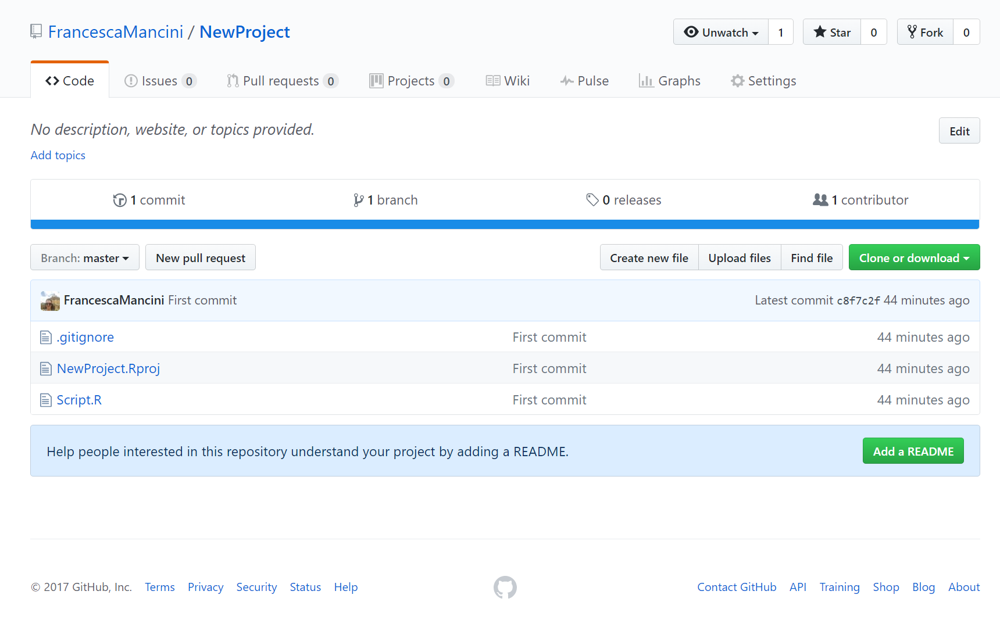 FrancescaMancini / NewProject
Unwatch 1 Star 0 Fork 0
Code Issues 0 Pull requests 0 Projects 0 Wiki Pulse Graphs Settings
No description, website, or topics provided.
Edit
Add topics
1 commit 1 branch 0 releases 1 contributor
Branch: master New pull request Create new file Upload files Find file Clone or download
FrancescaMancini First commit Latest commit c8f7c2f 44 minutes ago
.gitignore First commit 44 minutes ago
NewProject.Rproj First commit 44 minutes ago
Script.R First commit 44 minutes ago
Help people interested in this repository understand your project by adding a README. Add a README
© 2017 GitHub, Inc. Terms Privacy Security Status Help Contact GitHub API Training Shop Blog About